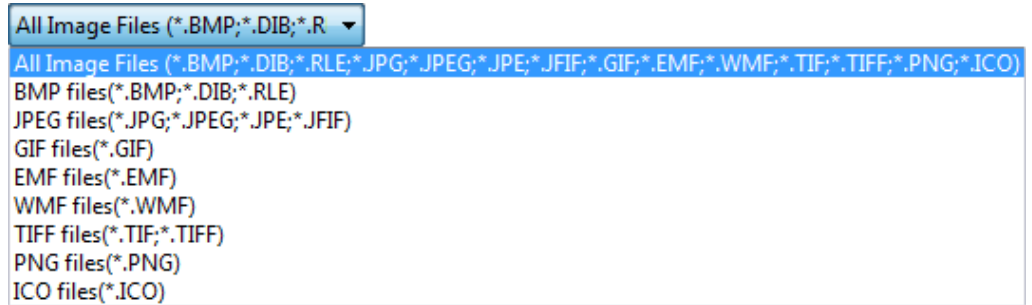 All Image Files (*.BMP;*.DIB;*.R
All Image Files (*.BMP;*.DIB;*.RLE;*.JPG;*.JPEG;*.JPE;*.JFIF;*.GIF;*.EMF;*.WMF;*.TIF;*.TIFF;*.PNG;*.ICO)
BMP files(*.BMP;*.DIB;*.RLE)
JPEG files(*.JPG;*.JPEG;*.JPE;*.JFIF)
GIF files(*.GIF)
EMF files(*.EMF)
WMF files(*.WMF)
TIFF files(*.TIF;*.TIFF)
PNG files(*.PNG)
ICO files(*.ICO)